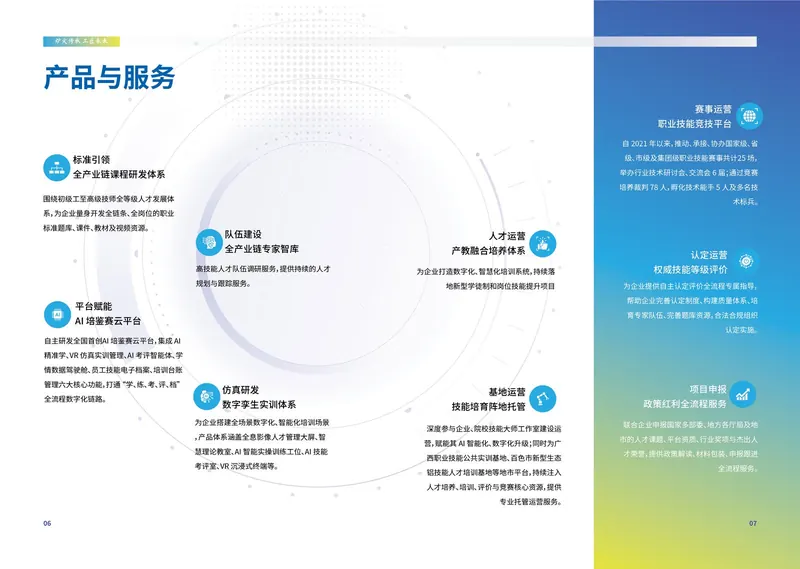 炉火传承 工业未来
产品与服务
标准引领
全产业链课程研发体系
围绕初级工至高级技师全等级人才发展体
系,为企业量身开发全链条、全岗位的职业
标准题库、课件、教材及视频资源。
平台赋能
AI 培鉴赛云平台
自主研发全国首创AI 培鉴赛云平台,集成 AI
精准学、VR 仿真实训管理、AI 考评智能体、学
情数据驾驶舱、员工技能电子档案、培训台账
管理六大核心功能,打通“学、练、考、评、档”
全流程数字化链路。
队伍建设
全产业链专家智库
高技能人才队伍调研服务,提供持续的人才
规划与跟踪服务。
仿真研发
数字孪生实训体系
为企业搭建全场景数字化、智能化培训场景
,产品体系涵盖全息影像人才管理大屏、智
慧理论教室、AI 智能实操训练工位、AI 技能
考评室、VR 沉浸式终端等。
人才运营
产教融合培养体系
为企业打造数字化、智慧化培训系统,持续落
地新型学徒制和岗位技能提升项目
基地运营
技能培育阵地托管
深度参与企业、院校技能大师工作室建设运
营,赋能其 AI 智能化、数字化升级;同时为广
西职业技能公共实训基地、百色市新型生态
铝技能人才培训基地等地市平台,持续注入
人才培养、培训、评价与竞赛核心资源,提供
专业托管运营服务。
赛事运营
职业技能竞技平台
自 2021 年以来,推动、承接、协办国家级、省
级、市级及集团级职业技能赛事共计25 场,
举办行业技术研讨会、交流会 6 届;通过竞赛
培养裁判 78 人,孵化技术能手 5 人及多名技
术标兵。
认定运营
权威技能等级评价
为企业提供自主认定评价全流程专属指导,
帮助企业完善认定制度、构建质量体系、培
育专家队伍、完善题库资源,合法合规组织
认定实施。
项目申报
政策红利全流程服务
联合企业申报国家多部委、地方各厅局及地
市的人才课题、平台资质、行业奖项与杰出人
才荣誉,提供政策解读、材料包装、申报跟进
全流程服务。
06
07